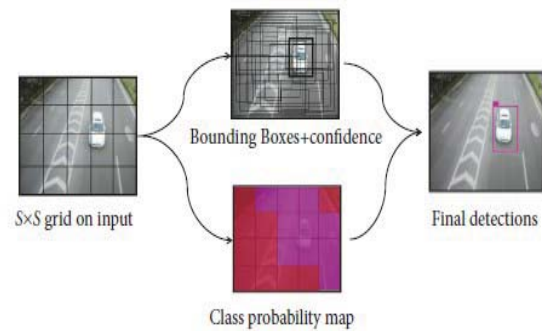 Bounding Boxes+confidence
S×S grid on input
Final detections
Class probability map